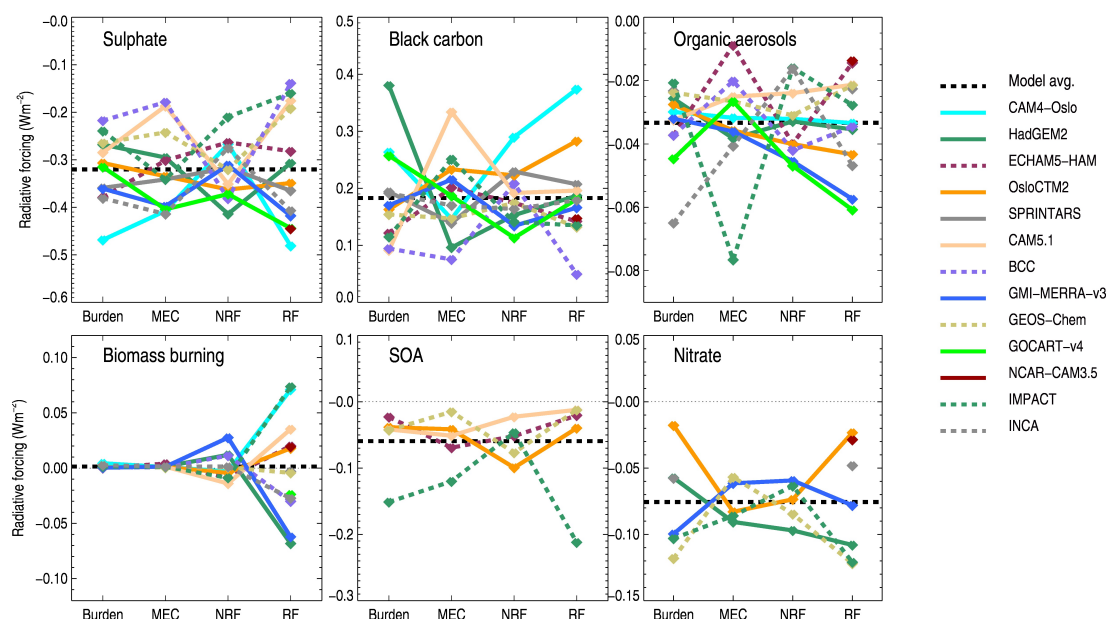 Sulphate
Radiative forcing (Wm⁻²)
−0.0
−0.1
−0.2
−0.3
−0.4
−0.5
−0.6
Burden MEC NRF RF
Black carbon
0.5
0.4
0.3
0.2
0.1
0.0
Burden MEC NRF RF
Organic aerosols
0.00
−0.02
−0.04
−0.06
−0.08
Burden MEC NRF RF
Biomass burning
Radiative forcing (Wm⁻²)
0.10
0.05
0.00
−0.05
−0.10
Burden MEC NRF RF
SOA
0.1
−0.0
−0.1
−0.2
−0.3
Burden MEC NRF RF
Nitrate
0.05
−0.00
−0.05
−0.10
−0.15
Burden MEC NRF RF
Model avg.
CAM4−Oslo
HadGEM2
ECHAM5−HAM
OsloCTM2
SPRINTARS
CAM5.1
BCC
GMI−MERRA−v3
GEOS−Chem
GOCART−v4
NCAR−CAM3.5
IMPACT
INCA